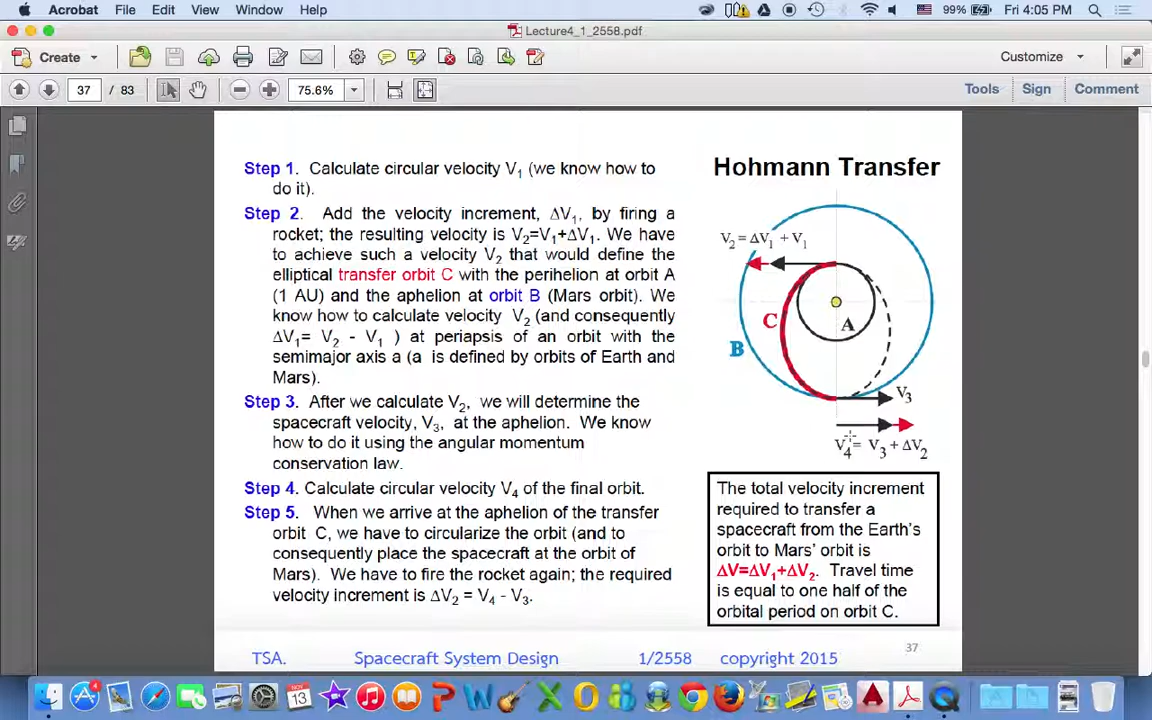 Acrobat File Edit View Window Help
99% Fri 4:05 PM
Lecture4_1_2558.pdf
Create
Customize
37 / 83
75.6%
Tools Sign Comment
Step 1. Calculate circular velocity V₁ (we know how to
do it).
Step 2. Add the velocity increment, ΔV₁, by firing a
rocket; the resulting velocity is V₂=V₁+ΔV₁. We have
to achieve such a velocity V₂ that would define the
elliptical transfer orbit C with the perihelion at orbit A
(1 AU) and the aphelion at orbit B (Mars orbit). We
know how to calculate velocity V₂ (and consequently
ΔV₁= V₂ - V₁ ) at periapsis of an orbit with the
semimajor axis a (a is defined by orbits of Earth and
Mars).
Step 3. After we calculate V₂, we will determine the
spacecraft velocity, V₃, at the aphelion. We know
how to do it using the angular momentum
conservation law.
Step 4. Calculate circular velocity V₄ of the final orbit.
Step 5. When we arrive at the aphelion of the transfer
orbit C, we have to circularize the orbit (and to
consequently place the spacecraft at the orbit of
Mars). We have to fire the rocket again; the required
velocity increment is ΔV₂ = V₄ - V₃.
Hohmann Transfer
V₂ = ΔV₁ + V₁
C
A
B
V₃
V₄= V₃ + ΔV₂
The total velocity increment
required to transfer a
spacecraft from the Earth's
orbit to Mars' orbit is
ΔV=ΔV₁+ΔV₂. Travel time
is equal to one half of the
orbital period on orbit C.
37
TSA. Spacecraft System Design 1/2558 copyright 2015